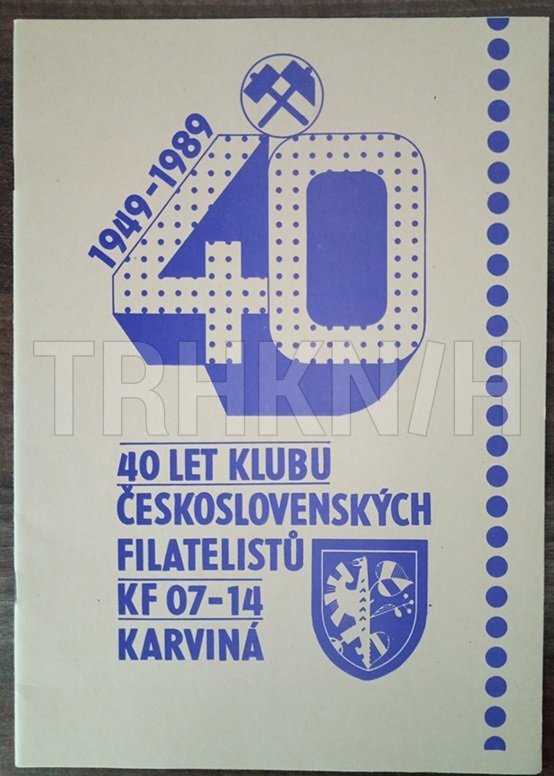 1949-1989
40
TRHKNIH
40 LET KLUBU
ČESKOSLOVENSKÝCH
FILATELISTŮ
KF 07-14
KARVINÁ